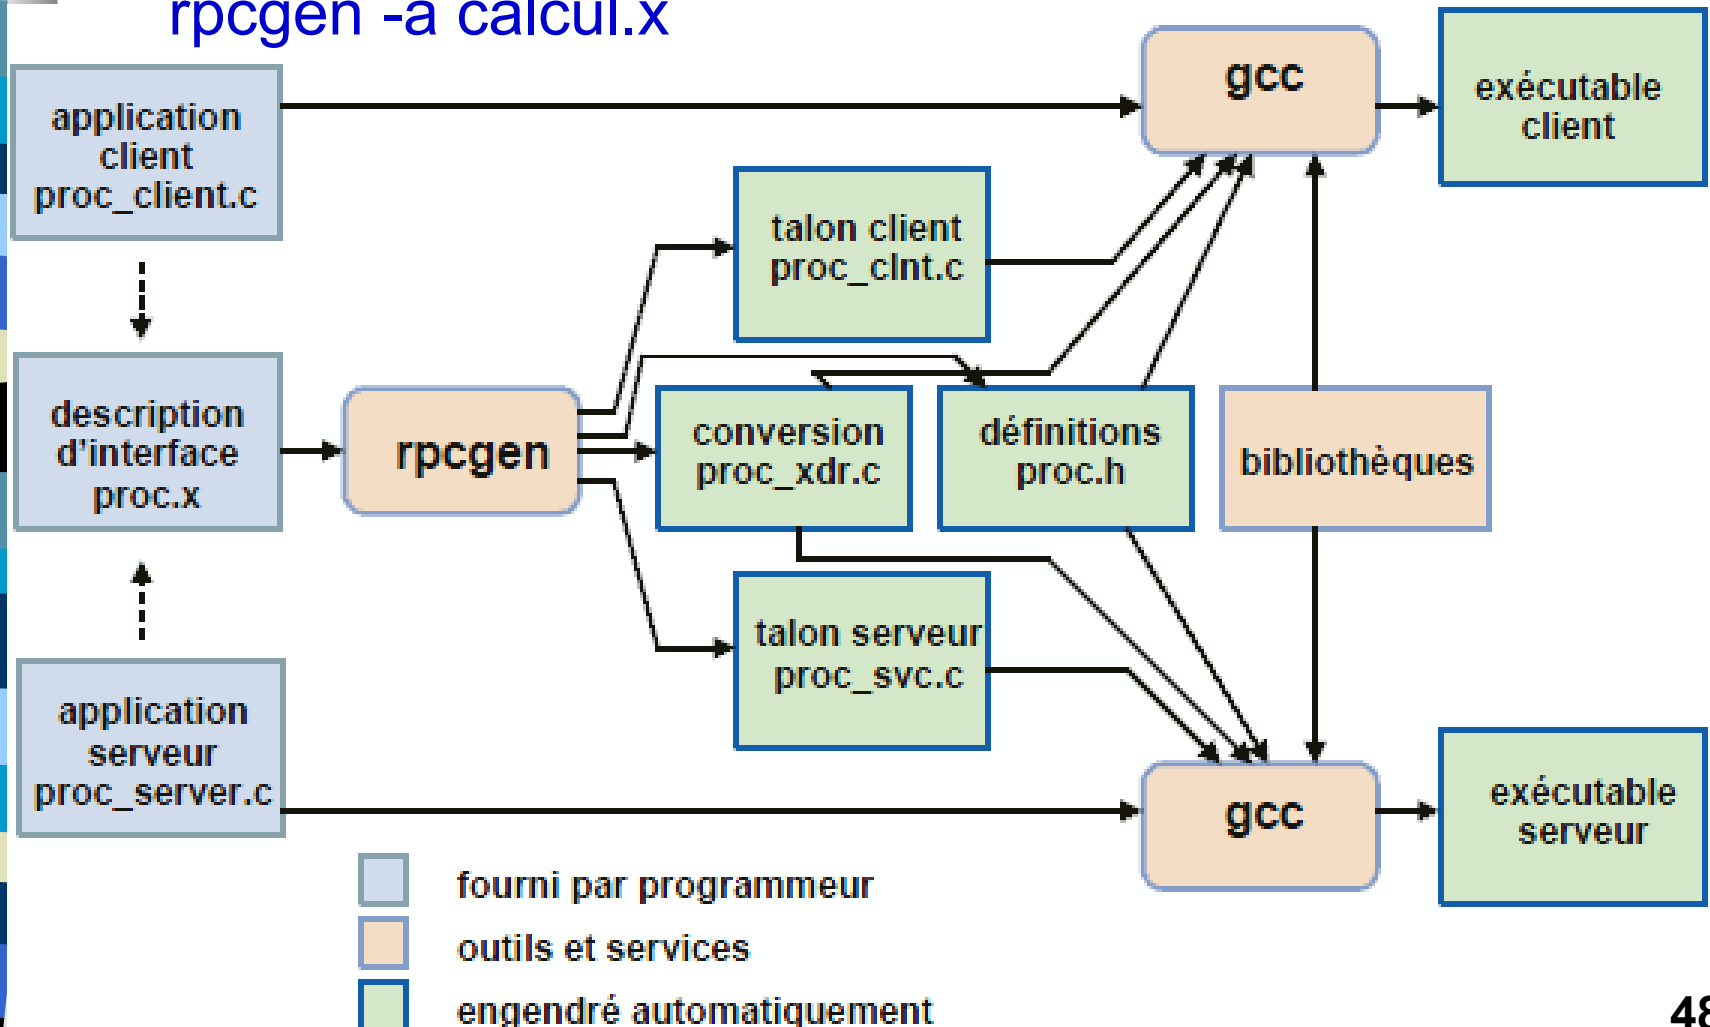 rpcgen -a calcul.x
application
client
proc_client.c
description
d'interface
proc.x
application
serveur
proc_server.c
rpcgen
talon client
proc_clnt.c
conversion
proc_xdr.c
définitions
proc.h
talon serveur
proc_svc.c
bibliothèques
gcc
exécutable
client
gcc
exécutable
serveur
fourni par programmeur
outils et services
engendré automatiquement
48